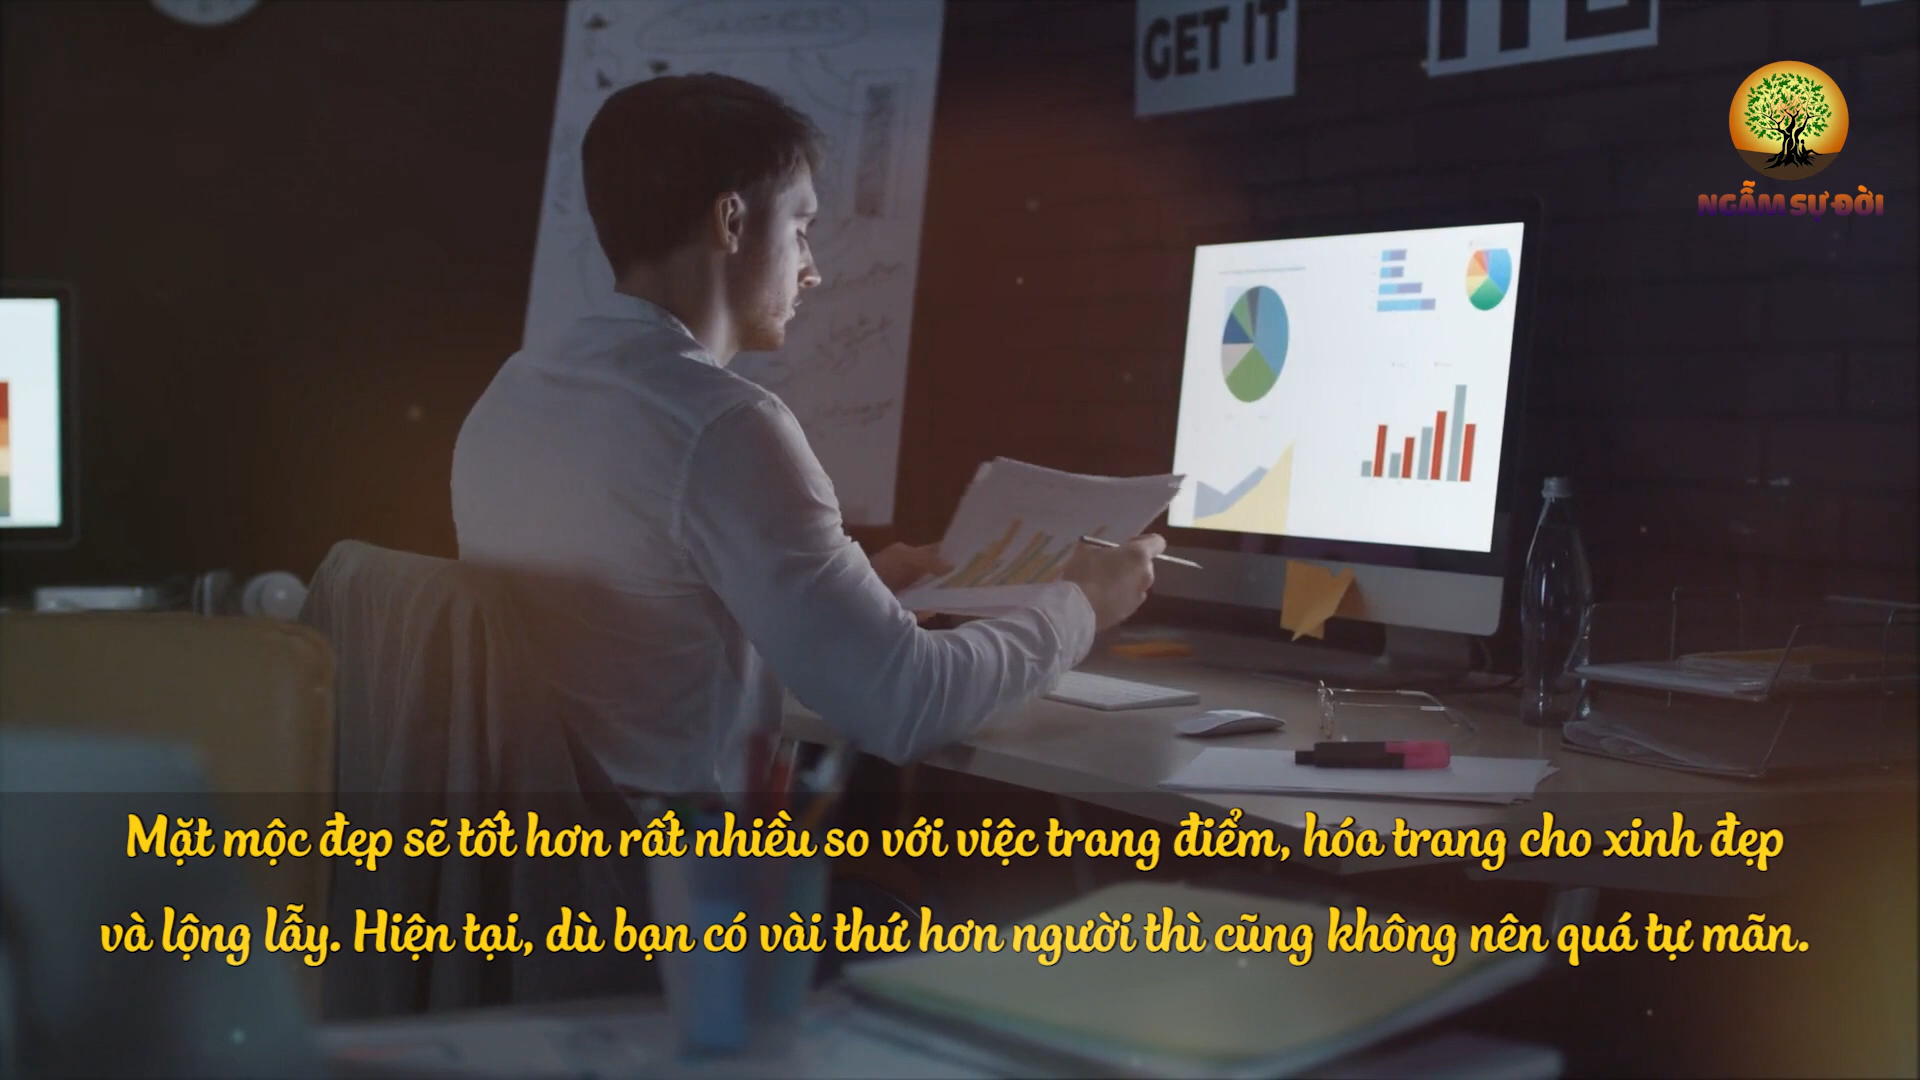 SUCCESS
GET IT
NGẪM SỰ ĐỜI
Mặt mộc đẹp sẽ tốt hơn rất nhiều so với việc trang điểm, hóa trang cho xinh đẹp
và lộng lẫy. Hiện tại, dù bạn có vài thứ hơn người thì cũng không nên quá tự mãn.